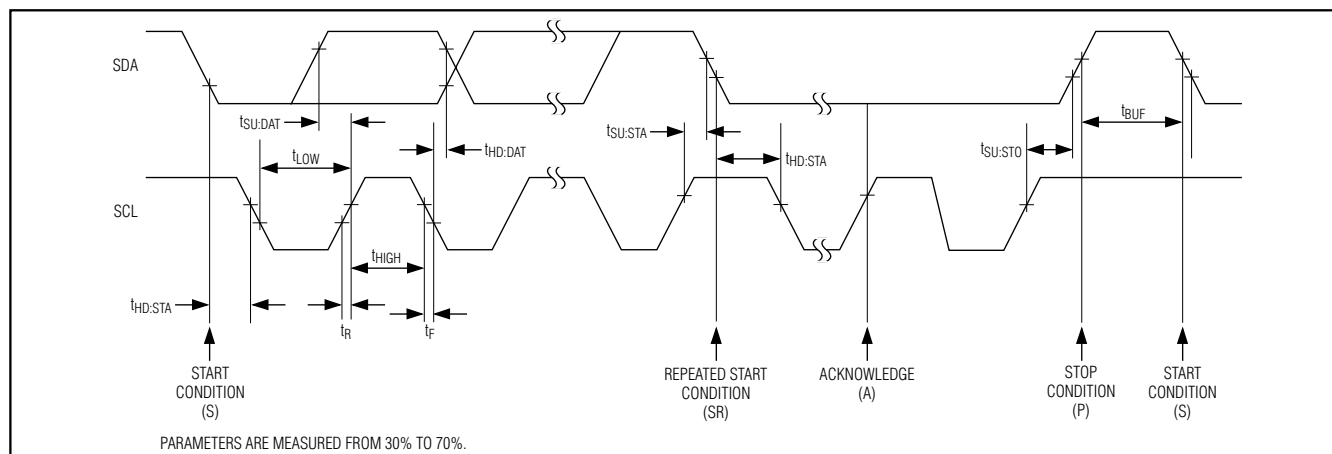 SDA
tSU:DAT
tLOW
tHD:DAT
tSU:STA
tHD:STA
tBUF
tSU:STO
SCL
tHIGH
tHD:STA
tR
tF
START
CONDITION
(S)
REPEATED START
CONDITION
(SR)
ACKNOWLEDGE
(A)
STOP
CONDITION
(P)
START
CONDITION
(S)
PARAMETERS ARE MEASURED FROM 30% TO 70%.